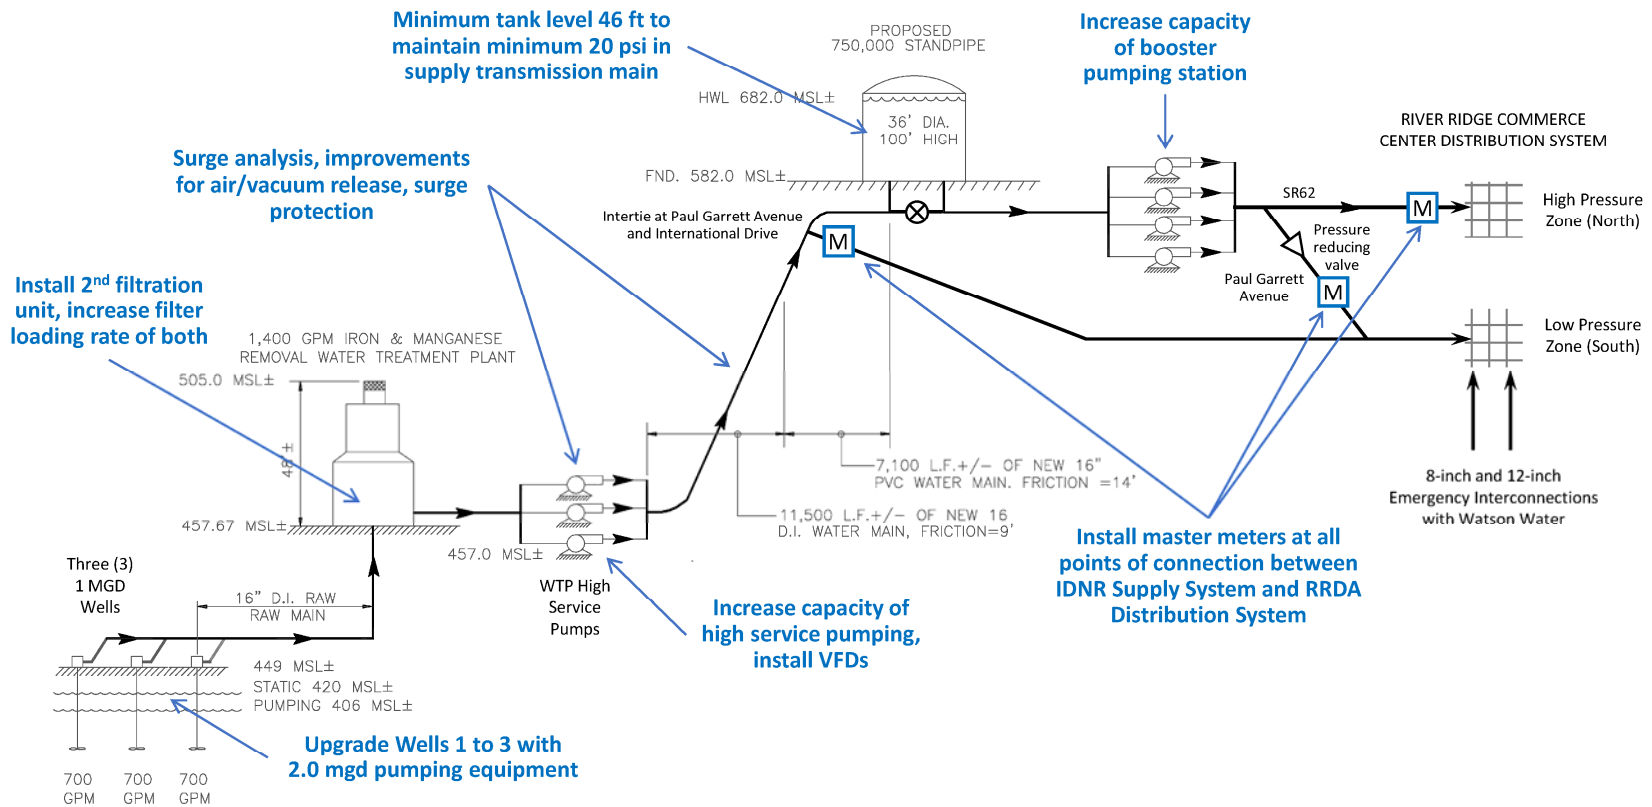 Minimum tank level 46 ft to
maintain minimum 20 psi in
supply transmission main
PROPOSED
750,000 STANDPIPE
Increase capacity
of booster
pumping station
HWL 682.0 MSL±
36' DIA.
100' HIGH
RIVER RIDGE COMMERCE
CENTER DISTRIBUTION SYSTEM
Surge analysis, improvements
for air/vacuum release, surge
protection
FND. 582.0 MSL±
Intertie at Paul Garrett Avenue
and International Drive
M
SR62
M
High Pressure
Zone (North)
Pressure
reducing
valve
Paul Garrett
Avenue
M
Install 2nd filtration
unit, increase filter
loading rate of both
1,400 GPM IRON & MANGANESE
REMOVAL WATER TREATMENT PLANT
505.0 MSL±
48' ±
457.67 MSL±
Low Pressure
Zone (South)
7,100 L.F.+/- OF NEW 16"
PVC WATER MAIN. FRICTION =14'
11,500 L.F.+/- OF NEW 16
D.I. WATER MAIN, FRICTION=9'
8-inch and 12-inch
Emergency Interconnections
with Watson Water
457.0 MSL±
WTP High
Service
Pumps
Install master meters at all
points of connection between
IDNR Supply System and RRDA
Distribution System
Three (3)
1 MGD
Wells
16" D.I. RAW
RAW MAIN
Increase capacity of
high service pumping,
install VFDs
449 MSL±
STATIC 420 MSL±
PUMPING 406 MSL±
Upgrade Wells 1 to 3 with
2.0 mgd pumping equipment
700
GPM
700
GPM
700
GPM